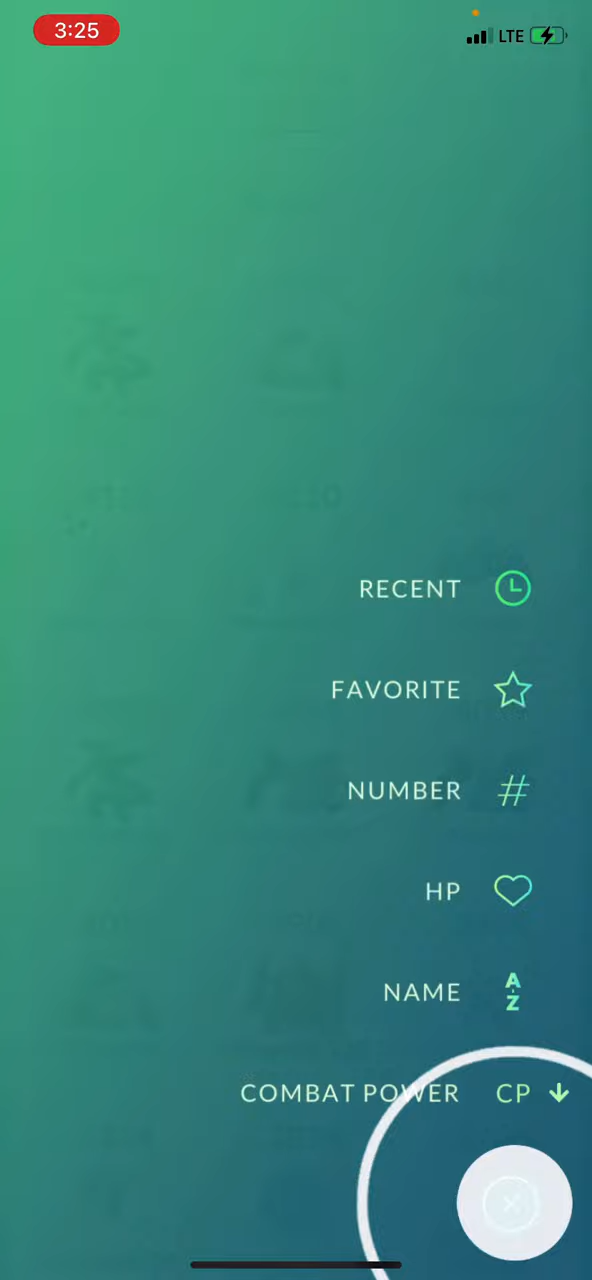 3:25
LTE
RECENT
FAVORITE
NUMBER #
HP
NAME A-Z
COMBAT POWER CP